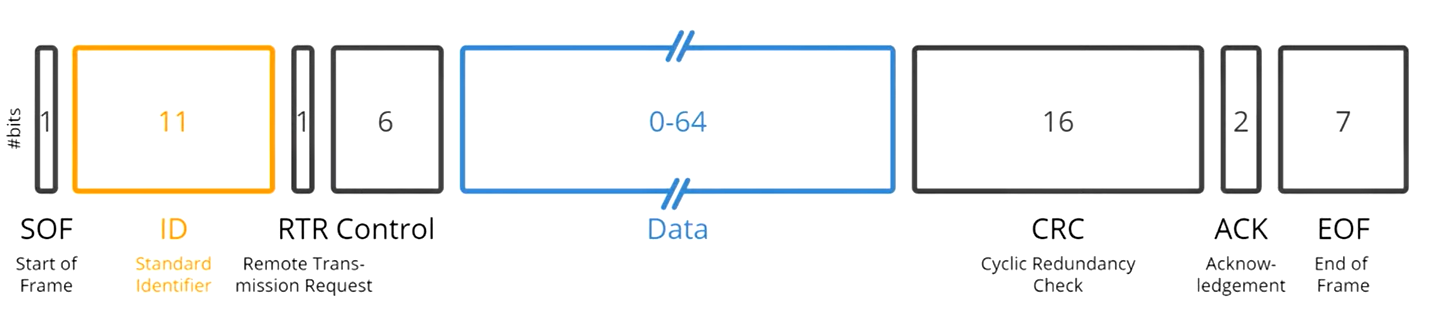 #bits
1
11
1
6
0-64
16
2
7
SOF
ID
RTR
Control
Data
CRC
ACK
EOF
Start of
Frame
Standard
Identifier
Remote Trans-
mission Request
Cyclic Redundancy
Check
Acknow-
ledgement
End of
Frame